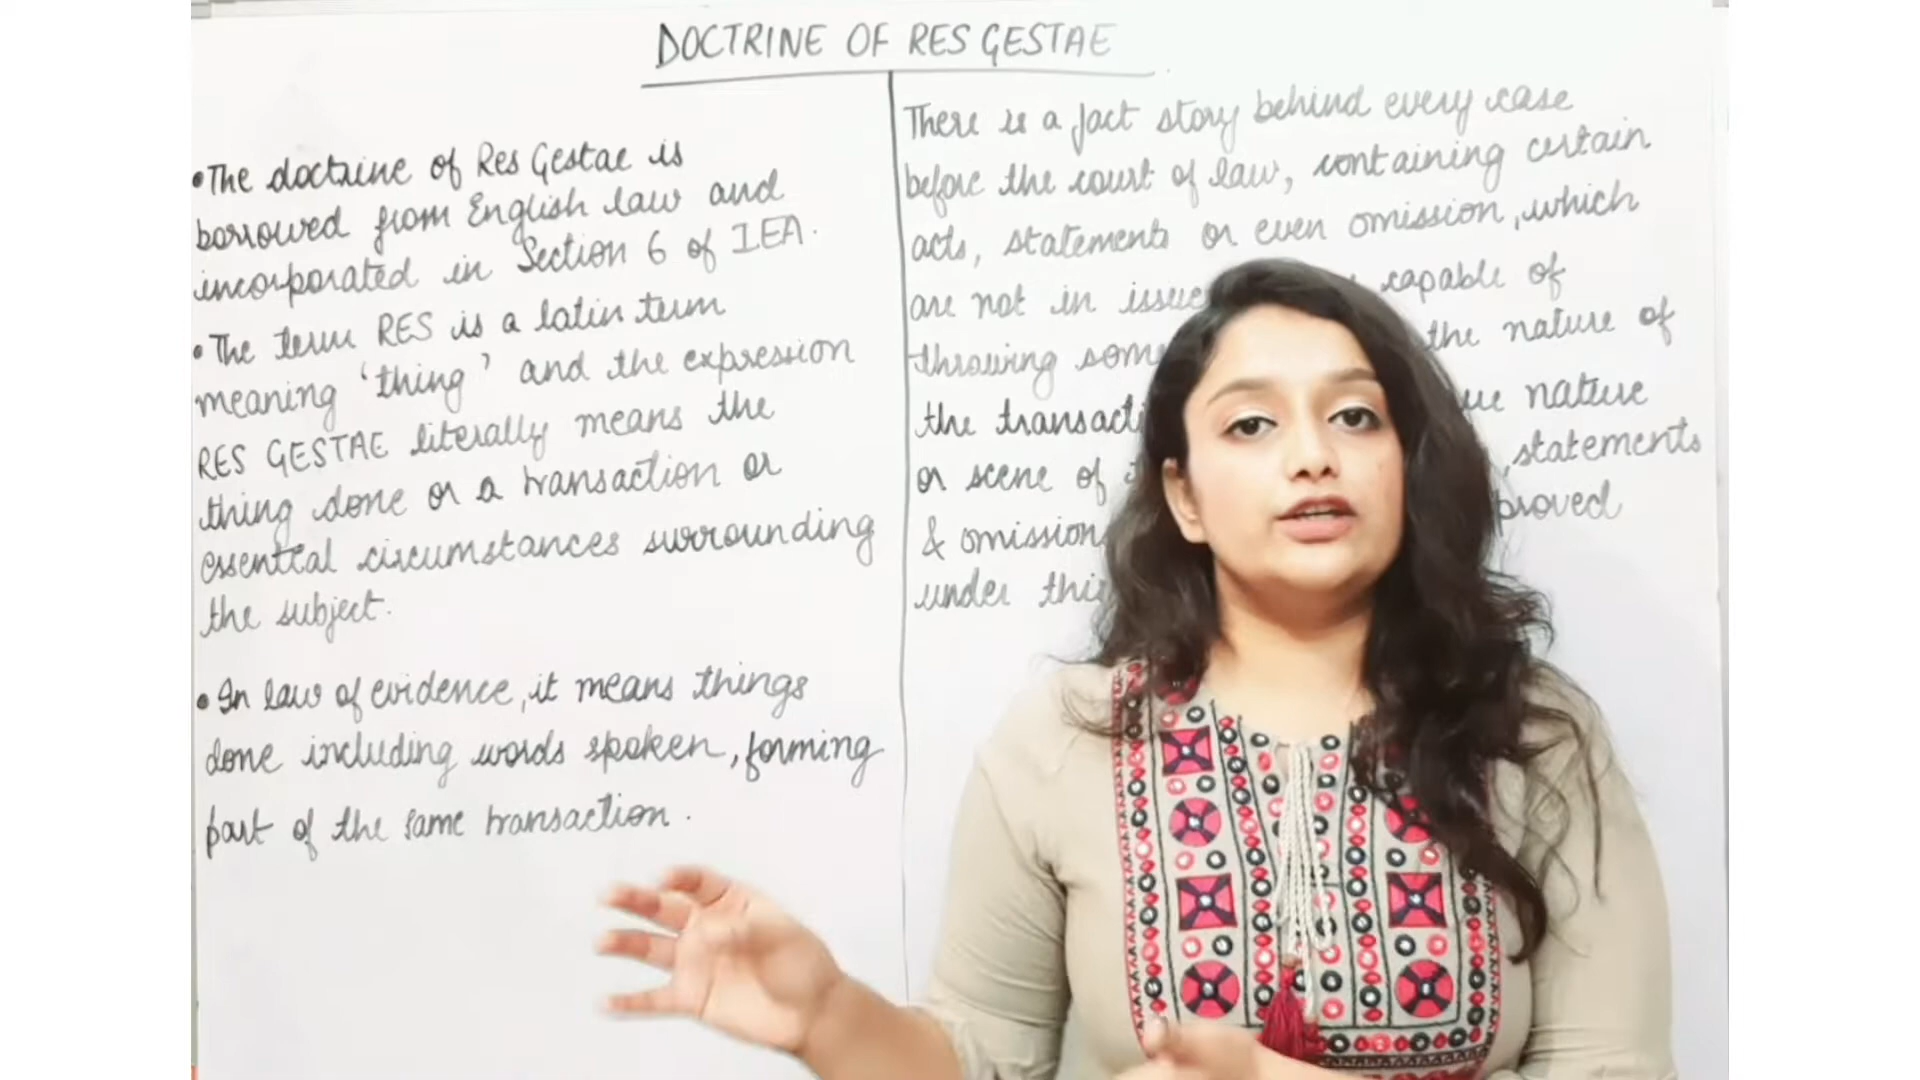 DOCTRINE OF RES GESTAE
• The doctrine of Res Gestae is
borrowed from English law and
incorporated in Section 6 of IEA.
• The term RES is a latin term
meaning 'thing' and the expression
RES GESTAE literally means the
thing done or a transaction or
essential circumstances surrounding
the subject.
• In law of evidence, it means things
done including words spoken, forming
part of the same transaction.
There is a fact story behind every case
before the court of law, containing certain
acts, statements or even omission, which
are not in issue capable of
throwing some the nature of
the nature
or scene of statements
& omission proved
under